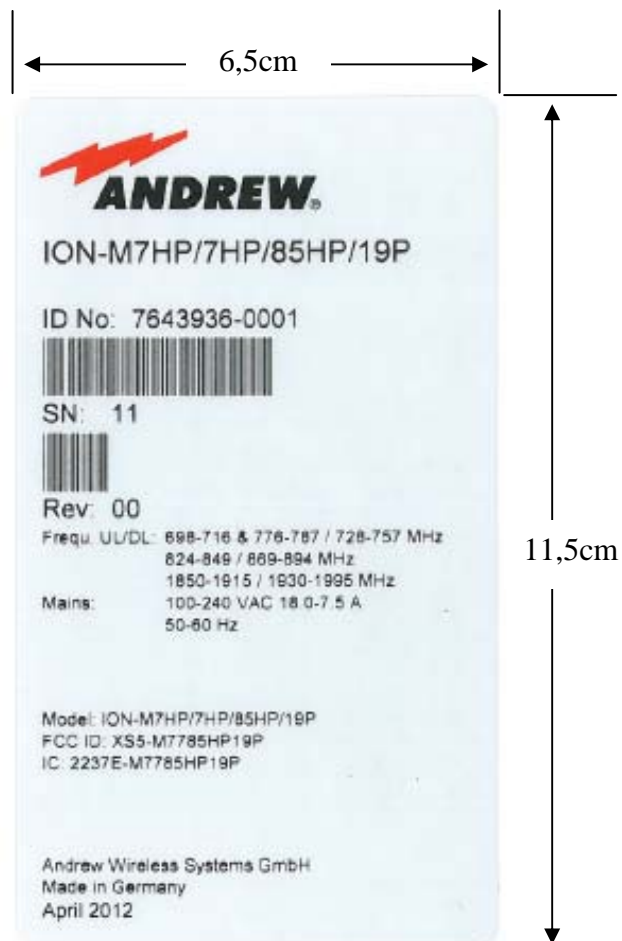 6,5cm
ANDREW®
ION-M7HP/7HP/85HP/19P
ID No: 7643936-0001
SN: 11
Rev: 00
Frequ. UL/DL: 698-716 & 776-787 / 728-757 MHz
824-849 / 869-894 MHz
1850-1915 / 1930-1995 MHz
Mains: 100-240 VAC 18.0-7.5 A
50-60 Hz
11,5cm
Model: ION-M7HP/7HP/85HP/19P
FCC ID: XS5-M7785HP19P
IC: 2237E-M7785HP19P
Andrew Wireless Systems GmbH
Made in Germany
April 2012